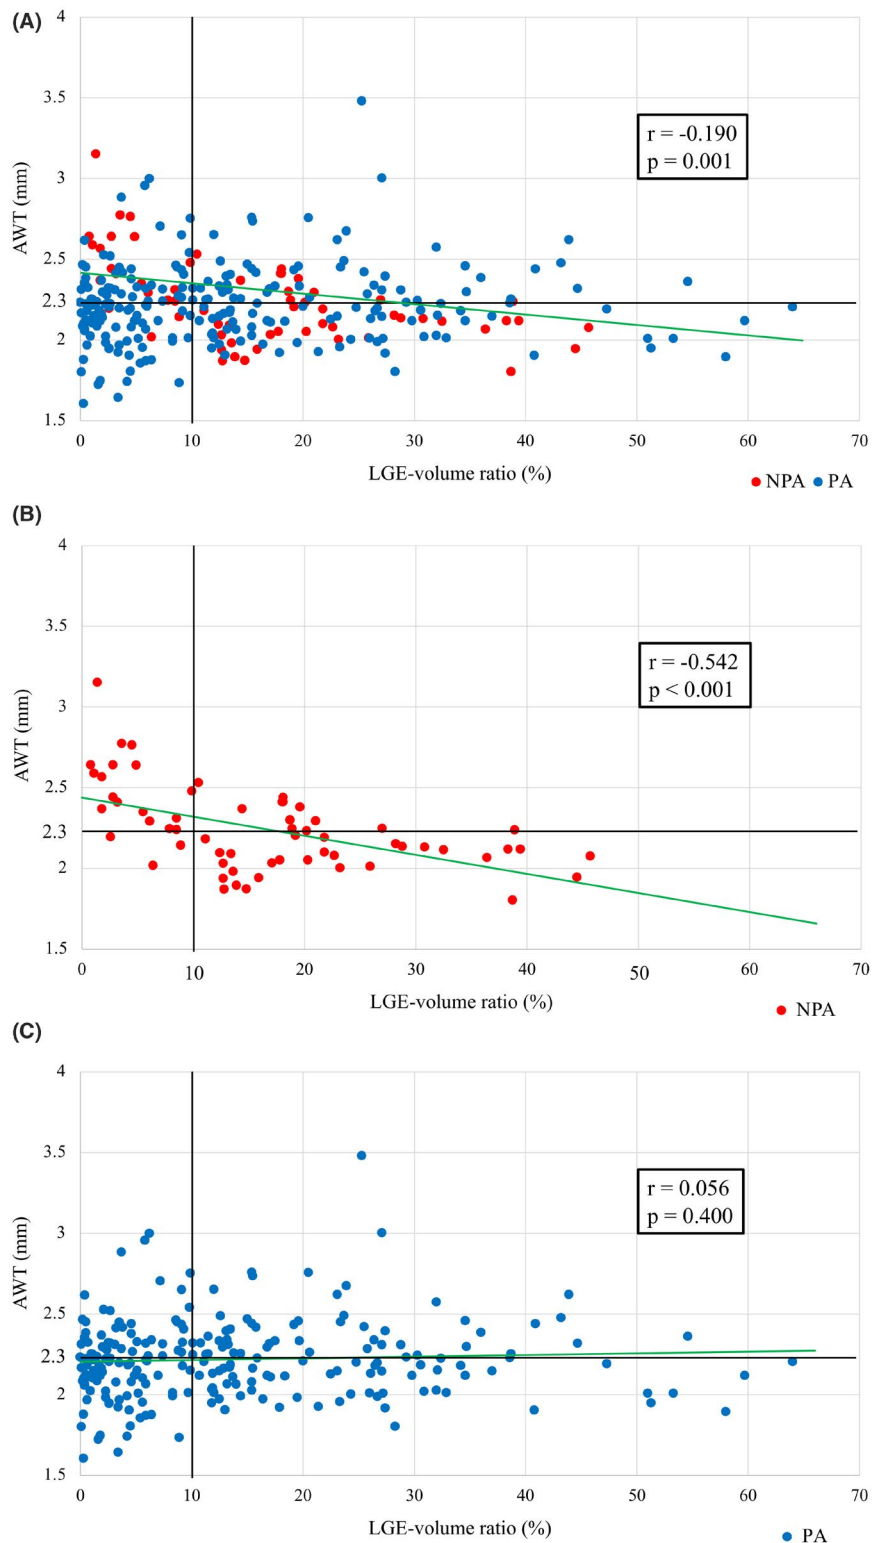 (A)
4
3.5
3
2.5
2.3
2
1.5
AWT (mm)
r = -0.190
p = 0.001
0 10 20 30 40 50 60 70
LGE-volume ratio (%)
NPA PA
(B)
4
3.5
3
2.5
2.3
2
1.5
AWT (mm)
r = -0.542
p < 0.001
0 10 20 30 40 50 60 70
LGE-volume ratio (%)
NPA
(C)
4
3.5
3
2.5
2.3
2
1.5
AWT (mm)
r = 0.056
p = 0.400
0 10 20 30 40 50 60 70
LGE-volume ratio (%)
PA